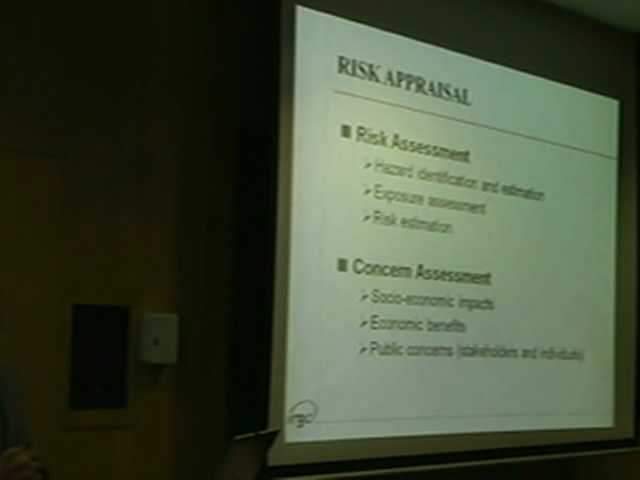 RISK APPRAISAL
■ Risk Assessment
➢ Hazard identification and estimation
➢ Exposure assessment
➢ Risk estimation
■ Concern Assessment
➢ Socio-economic impacts
➢ Economic benefits
➢ Public concerns (stakeholders and individuals)